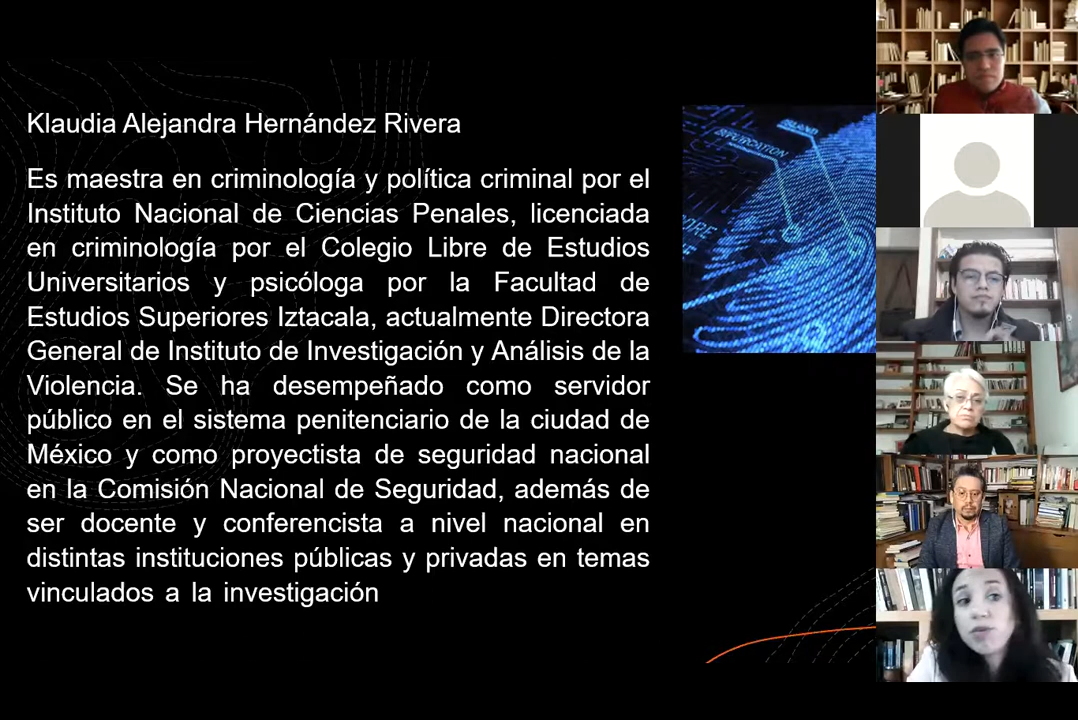 Klaudia Alejandra Hernández Rivera
Es maestra en criminología y política criminal por el
Instituto Nacional de Ciencias Penales, licenciada
en criminología por el Colegio Libre de Estudios
Universitarios y psicóloga por la Facultad de
Estudios Superiores Iztacala, actualmente Directora
General de Instituto de Investigación y Análisis de la
Violencia. Se ha desempeñado como servidor
público en el sistema penitenciario de la ciudad de
México y como proyectista de seguridad nacional
en la Comisión Nacional de Seguridad, además de
ser docente y conferencista a nivel nacional en
distintas instituciones públicas y privadas en temas
vinculados a la investigación
ISLAND
BIFURCATION